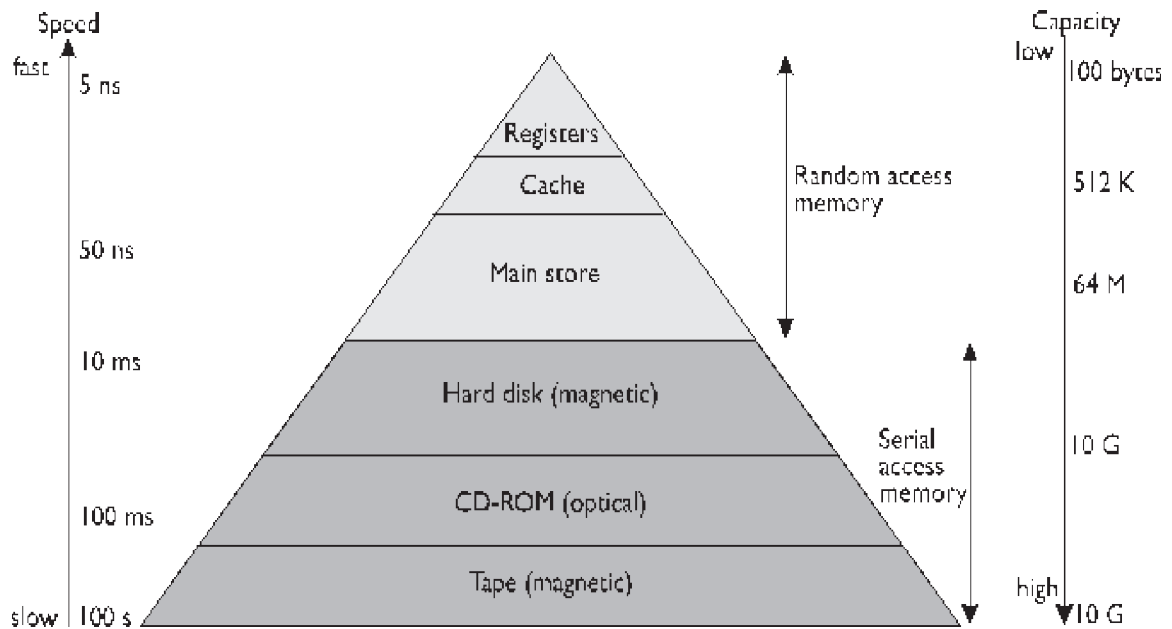 Speed
fast
5 ns
50 ns
10 ms
100 ms
slow
100 s
Registers
Cache
Main store
Hard disk (magnetic)
CD-ROM (optical)
Tape (magnetic)
Random access
memory
Serial
access
memory
Capacity
low
100 bytes
512 K
64 M
10 G
high
10 G